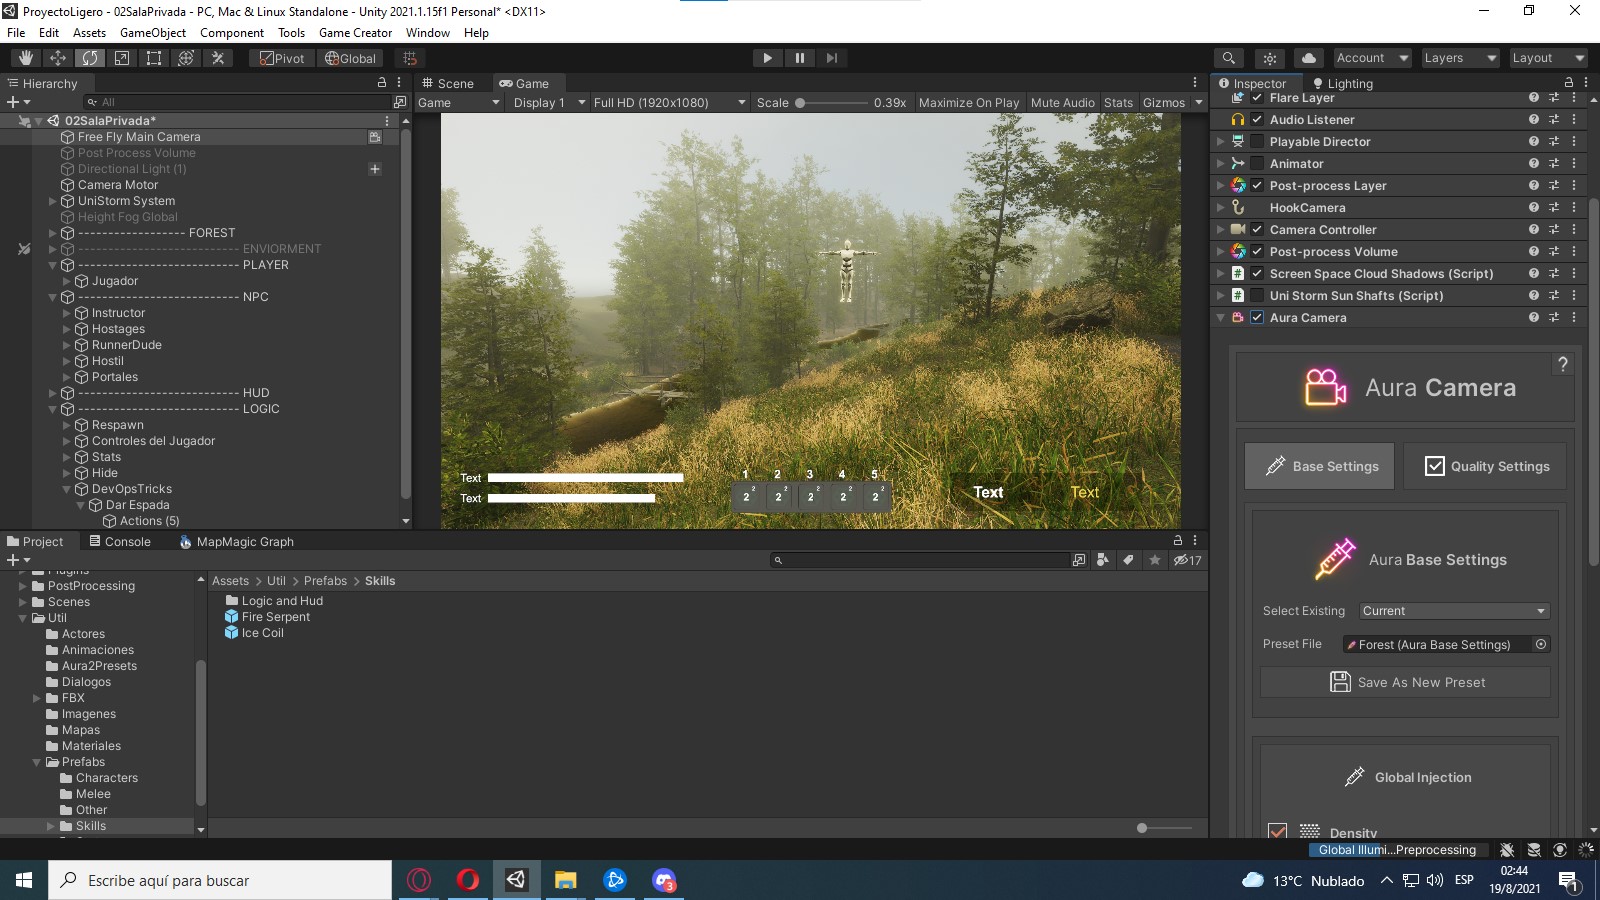 ProyectoLigero - 02SalaPrivada - PC, Mac & Linux Standalone - Unity 2021.1.15f1 Personal* <DX11>
File Edit Assets GameObject Component Tools Game Creator Window Help
Pivot Global Account Layers Layout
Hierarchy
All
02SalaPrivada*
Free Fly Main Camera
Post Process Volume
Directional Light (1)
Camera Motor
UniStorm System
Height Fog Global
------------------ FOREST
--------------------------- ENVIORMENT
--------------------------- PLAYER
Jugador
--------------------------- NPC
Instructor
Hostages
RunnerDude
Hostil
Portales
--------------------------- HUD
--------------------------- LOGIC
Respawn
Controles del Jugador
Stats
Hide
DevOpsTricks
Dar Espada
Actions (5)
Scene Game
Game Display 1 Full HD (1920x1080) Scale 0.39x Maximize On Play Mute Audio Stats Gizmos
Text
Text
1 2 3 4 5
2 2 2 2 2 2 2 2 2 2
Text Text
Inspector Lighting
Flare Layer
Audio Listener
Playable Director
Animator
Post-process Layer
HookCamera
Camera Controller
Post-process Volume
Screen Space Cloud Shadows (Script)
Uni Storm Sun Shafts (Script)
Aura Camera
?
Aura Camera
Base Settings Quality Settings
Aura Base Settings
Select Existing Current
Preset File Forest (Aura Base Settings)
Save As New Preset
Global Injection
Density
Project Console MapMagic Graph
17
Plugins
PostProcessing
Scenes
Util
Actores
Animaciones
Aura2Presets
Dialogos
FBX
Imagenes
Mapas
Materiales
Prefabs
Characters
Melee
Other
Skills
Assets > Util > Prefabs > Skills
Logic and Hud
Fire Serpent
Ice Coil
Global Illumi...Preprocessing
Escribe aquí para buscar
3
13°C Nublado
ESP
02:44
19/8/2021
1